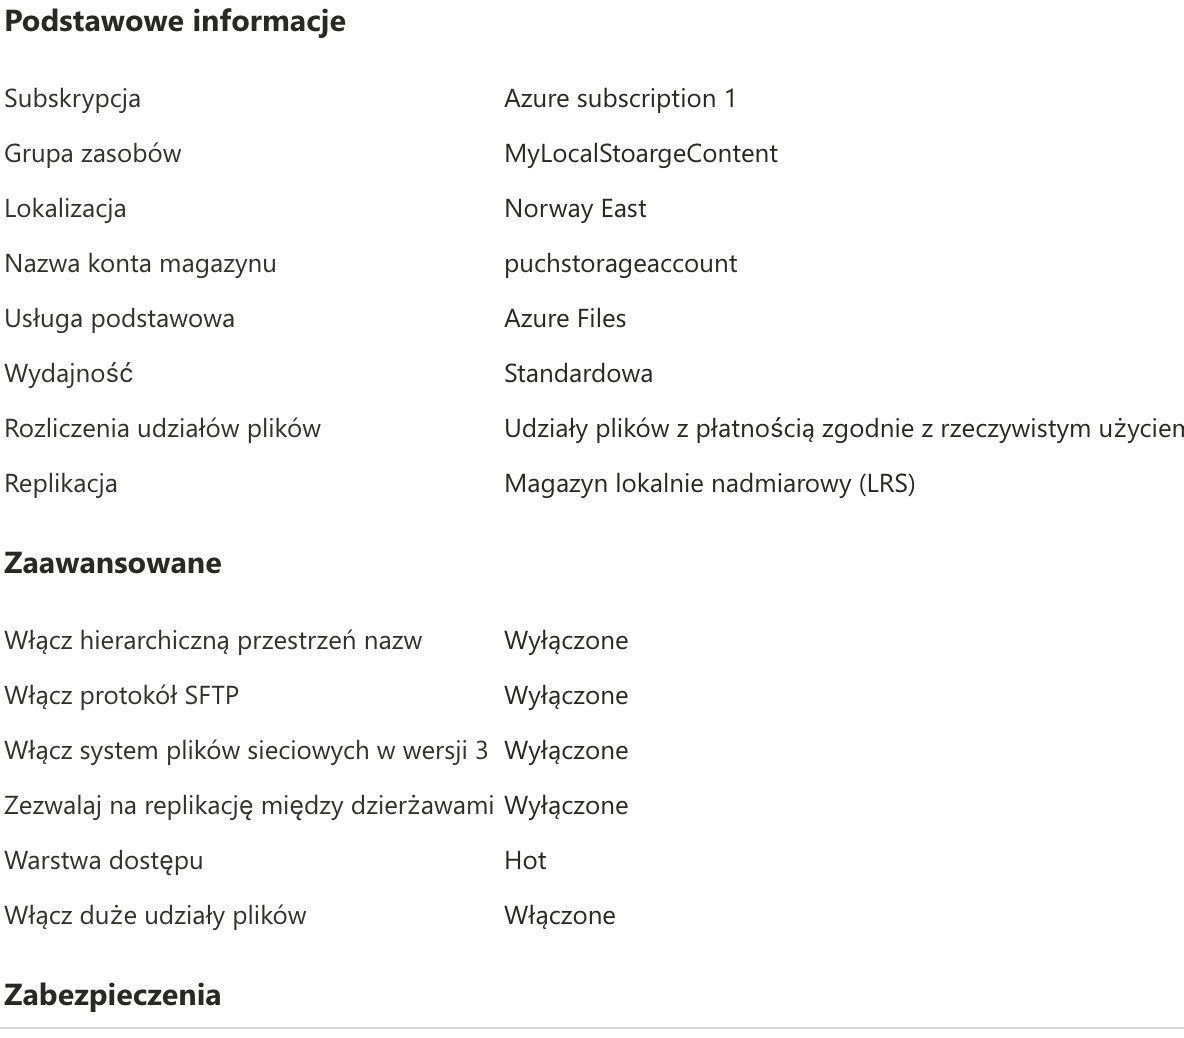 Podstawowe informacje
Subskrypcja Azure subscription 1
Grupa zasobów MyLocalStoargeContent
Lokalizacja Norway East
Nazwa konta magazynu puchstorageaccount
Usługa podstawowa Azure Files
Wydajność Standardowa
Rozliczenia udziałów plików Udziały plików z płatnością zgodnie z rzeczywistym
Replikacja Magazyn lokalnie nadmiarowy (LRS)
Zaawansowane
Włącz hierarchiczną przestrzeń nazw Wyłączone
Włącz protokół SFTP Wyłączone
Włącz system plików sieciowych w wersji 3 Wyłączone
Zezwalaj na replikację między dzierżawami Wyłączone
Warstwa dostępu Hot
Włącz duże udziały plików Włączone
Zabezpieczenia